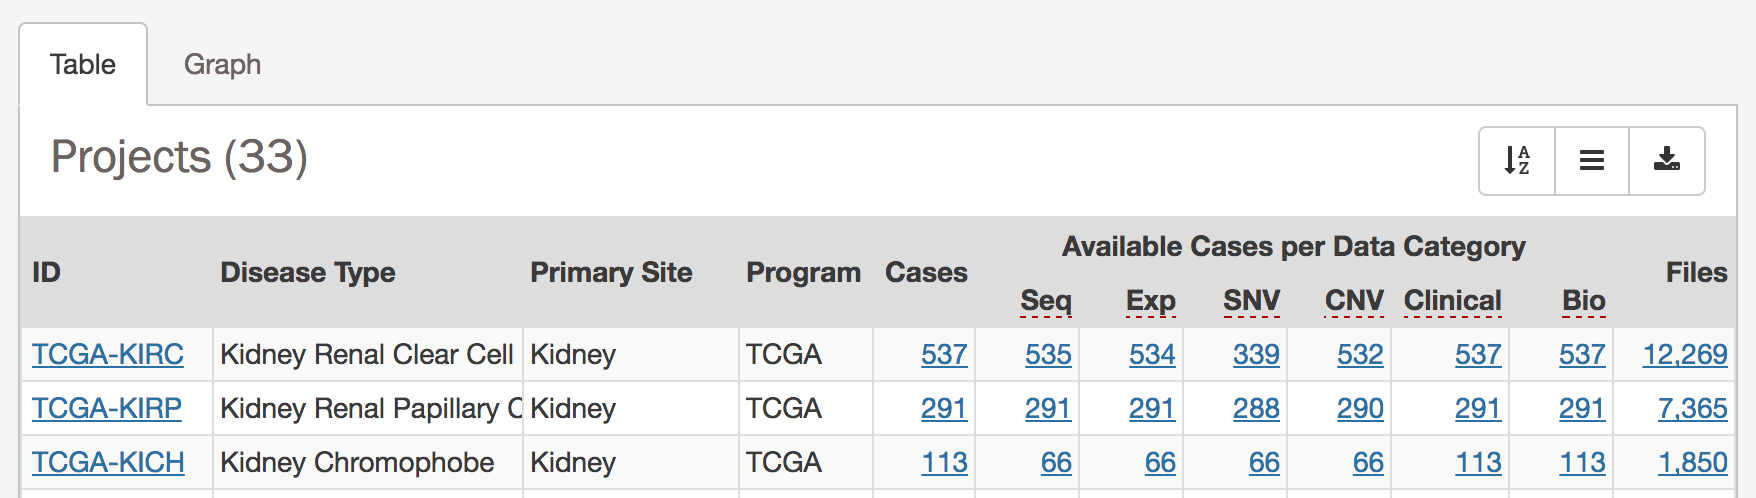 Table Graph
Projects (33)
Available Cases per Data Category
ID Disease Type Primary Site Program Cases Files
Seq Exp SNV CNV Clinical Bio
TCGA-KIRC Kidney Renal Clear Cell Kidney TCGA 537 535 534 339 532 537 537 12,269
TCGA-KIRP Kidney Renal Papillary C Kidney TCGA 291 291 291 288 290 291 291 7,365
TCGA-KICH Kidney Chromophobe Kidney TCGA 113 66 66 66 66 113 113 1,850